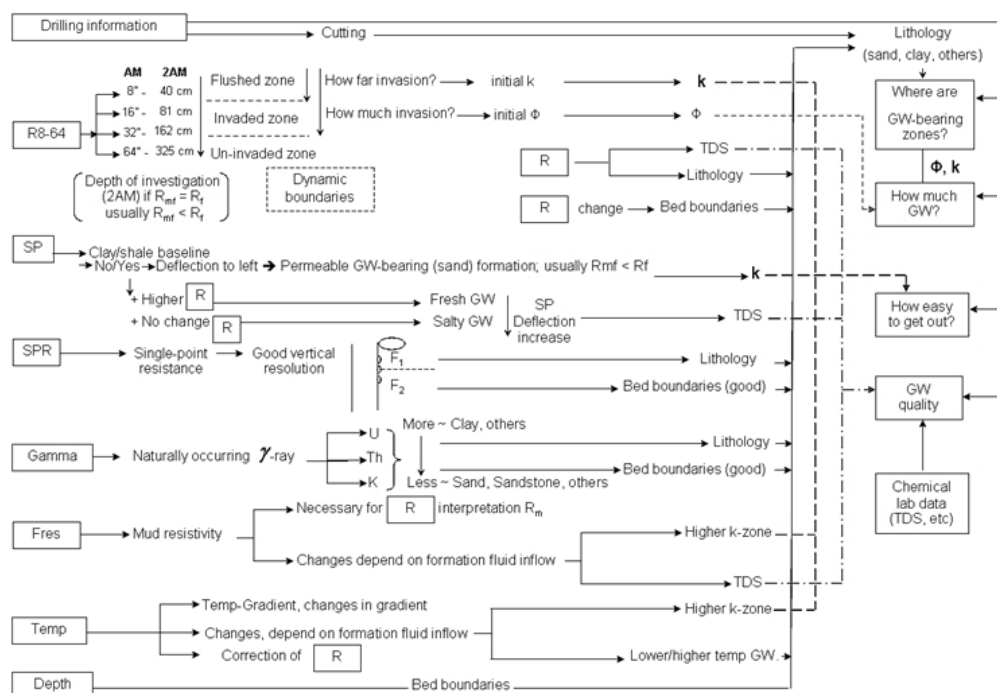 Drilling information
Cutting
Lithology
(sand, clay, others)
AM 2AM
8" - 40 cm
16" - 81 cm
32" - 162 cm
64" - 325 cm
R8-64
Flushed zone
Invaded zone
Un-invaded zone
How far invasion? initial k k
How much invasion? initial Φ Φ
Where are
GW-bearing
zones?
Φ, k
How much
GW?
Depth of investigation
(2AM) if Rmf = Rf
usually Rmf < Rf
Dynamic
boundaries
R TDS
Lithology
R change Bed boundaries
SP Clay/shale baseline
No/Yes Deflection to left Permeable GW-bearing (sand) formation; usually Rmf < Rf k
+ Higher R Fresh GW
+ No change R Salty GW
SP
Deflection
increase
TDS
How easy
to get out?
SPR
Single-point
resistance
Good vertical
resolution
F1 Lithology
F2 Bed boundaries (good)
GW
quality
Gamma Naturally occurring γ-ray
U
Th
K
More ~ Clay, others
Lithology
Bed boundaries (good)
Less ~ Sand, Sandstone, others
Chemical
lab data
(TDS, etc)
Fres Mud resistivity
Necessary for R interpretation Rm
Changes depend on formation fluid inflow
Higher k-zone
TDS
Temp
Temp-Gradient, changes in gradient
Changes, depend on formation fluid inflow
Correction of R
Higher k-zone
Lower/higher temp GW.
Depth Bed boundaries